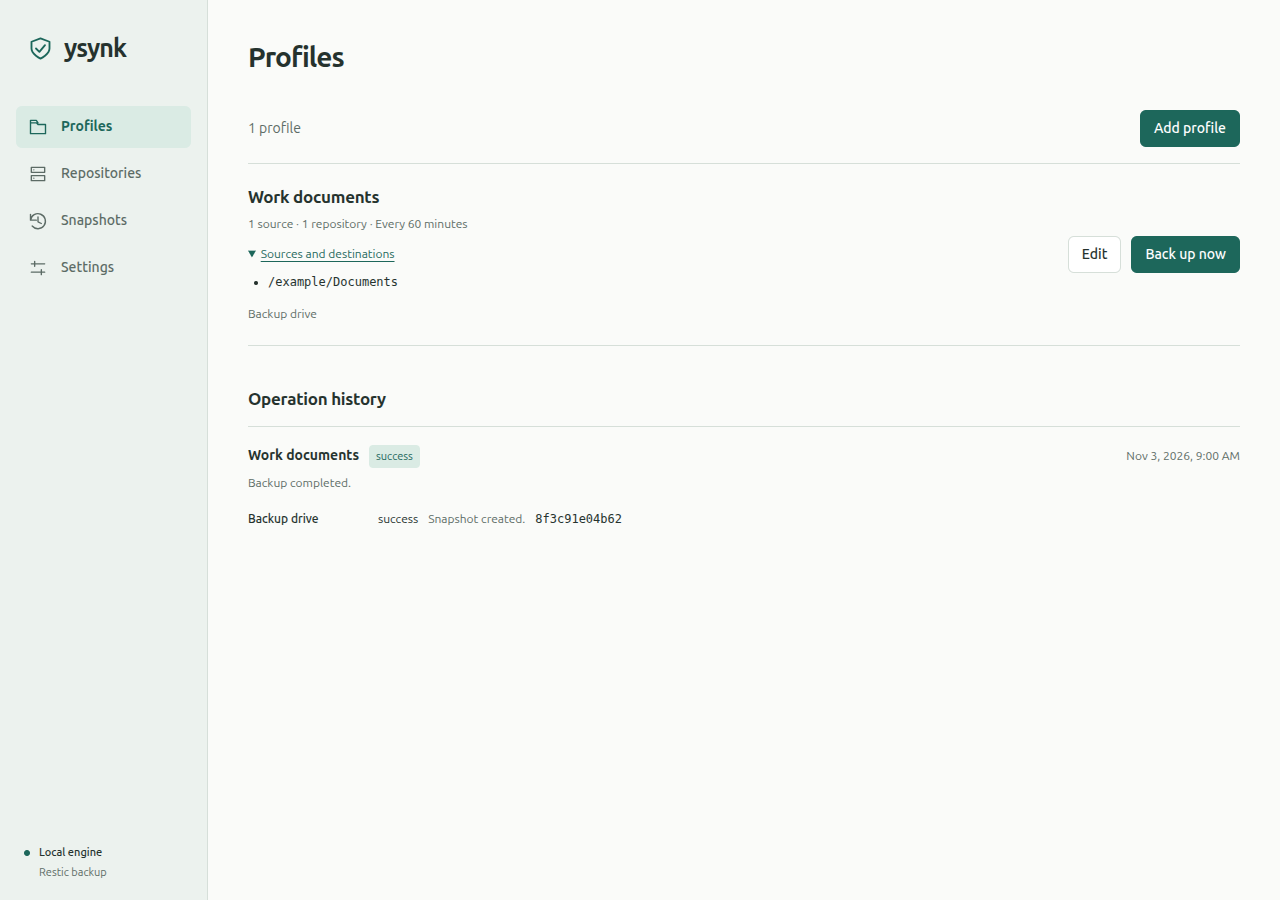 ysynk
Profiles
Repositories
Snapshots
Settings
Local engine
Restic backup
Profiles
1 profile
Add profile
Work documents
1 source · 1 repository · Every 60 minutes
▼ Sources and destinations
• /example/Documents
Backup drive
Edit
Back up now
Operation history
Work documents success Nov 3, 2026, 9:00 AM
Backup completed.
Backup drive success Snapshot created. 8f3c91e04b62